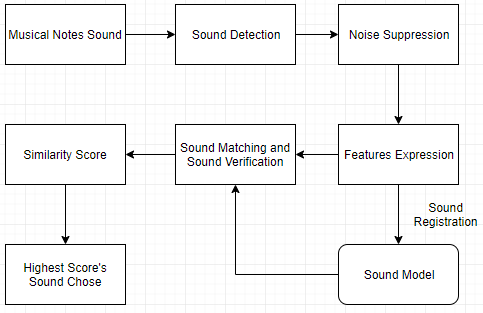 Musical Notes Sound
Sound Detection
Noise Suppression
Similarity Score
Sound Matching and
Sound Verification
Features Expression
Sound
Registration
Highest Score's
Sound Chose
Sound Model